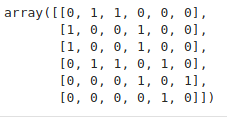 array([[0, 1, 1, 0, 0, 0],
       [1, 0, 0, 1, 0, 0],
       [1, 0, 0, 1, 0, 0],
       [0, 1, 1, 0, 1, 0],
       [0, 0, 0, 1, 0, 1],
       [0, 0, 0, 0, 1, 0]])